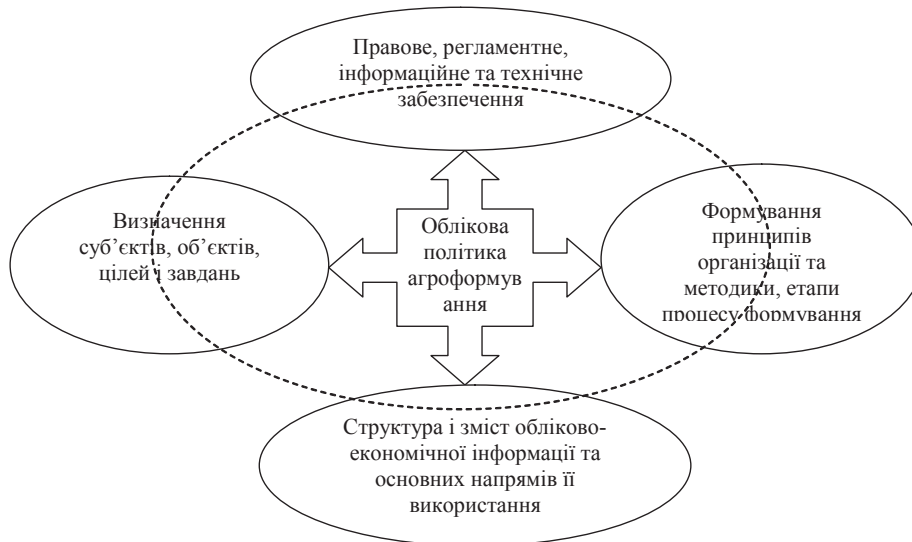 Правове, регламентне,
інформаційне та технічне
забезпечення
Визначення
суб’єктів, об’єктів,
цілей і завдань
Облікова
політика
агроформув
ання
Формування
принципів
організації та
методики, етапи
процесу формування
Структура і зміст обліково-
економічної інформації та
основних напрямів її
використання